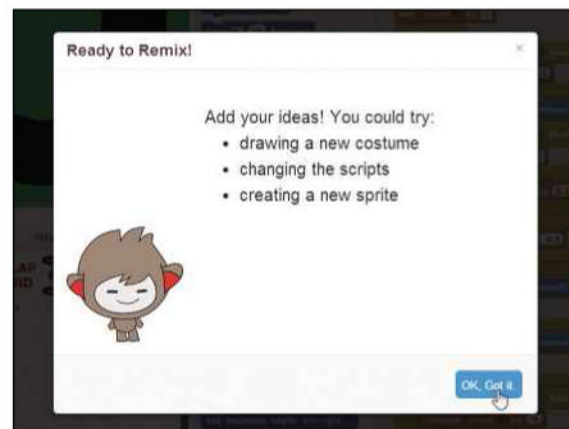 Ready to Remix!
×
Add your ideas! You could try:
• drawing a new costume
• changing the scripts
• creating a new sprite
OK, Got it